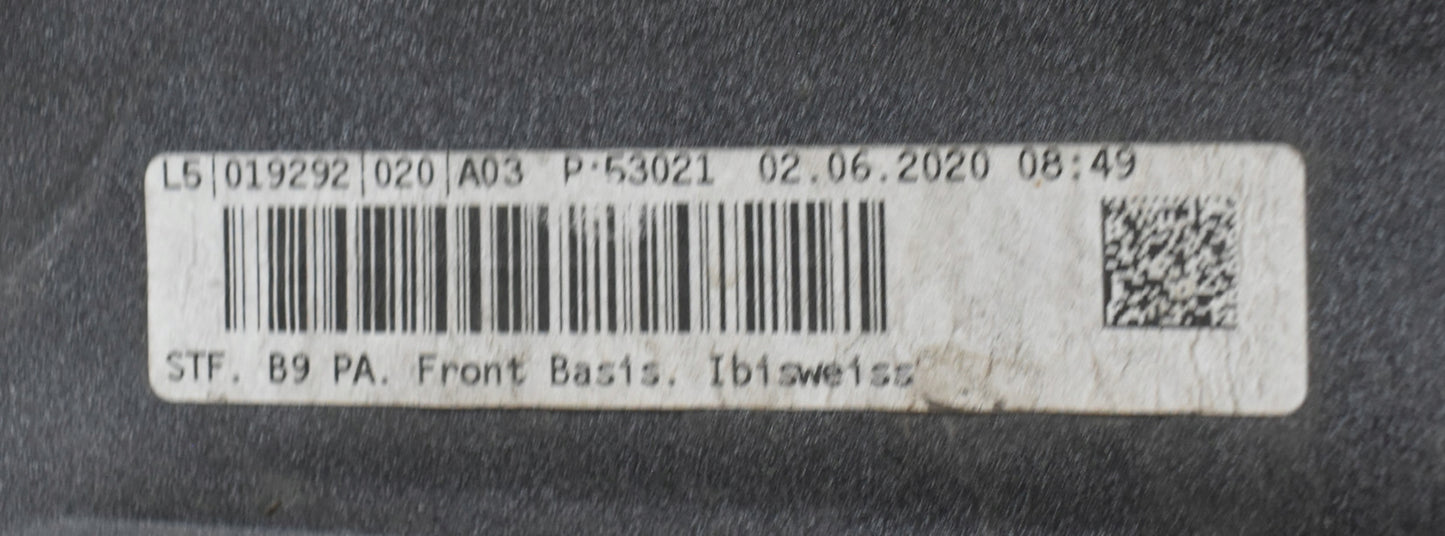 L5|019292|020|A03 P:53021 02.06.2020 08:49
STF. B9 PA. Front Basis. Ibisweiss